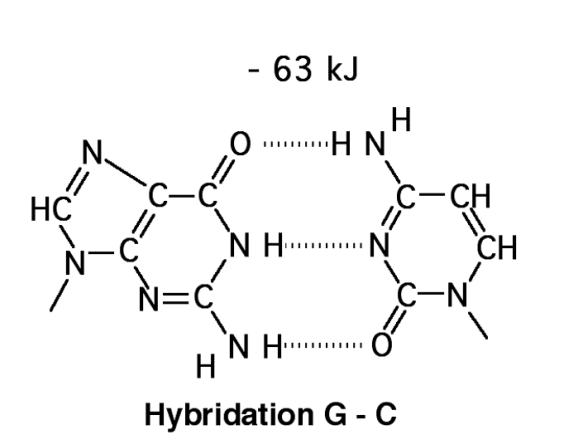 - 63 kJ
H
N O H N
HC C C C CH
N H N CH
N C
N C C N
N H O
H
Hybridation G - C